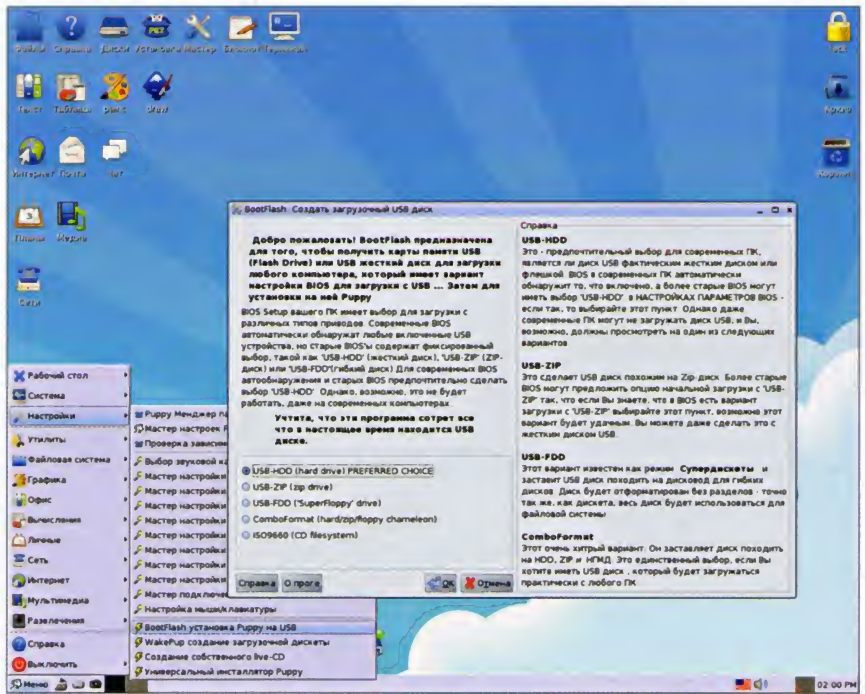 Файлы Справка Диски Установка Мастер Блокнот Терминал
Lock
Текст Таблицы paint draw
Архив
Интернет Почта Чат
Корзина
Планы Медиа
Сети
BootFlash Создать загрузочный USB диск
Добро пожаловать! BootFlash предназначена
для того, чтобы получить карты памяти USB
(Flash Drive) или USB жесткий диск для загрузки
любого компьютера, который имеет вариант
настройки BIOS для загрузки с USB ... Затем для
установки на ней Puppy
BIOS Setup вашего ПК имеет выбор для загрузки с
различных типов приводов. Современные BIOS
автоматически обнаружат любые включенные USB
устройства, но старые BIOS'ы содержат фиксированный
выбор, такой как 'USB-HDD' (жесткий диск), 'USB-ZIP' (ZIP-
диск) или 'USB-FDD'(гибкий диск) Для современных BIOS
автообнаружения и старых BIOS предпочтительно сделать
выбор 'USB-HDD'. Однако, возможно, это не будет
работать, даже на современных компьютерах
Учтите, что эти программа сотрет все
что в настоящее время находится USB
диске.
USB-HDD (hard drive) PREFERRED CHOICE
USB-ZIP (zip drive)
USB-FDD ('SuperFloppy' drive)
ComboFormat (hard/zip/floppy chameleon)
ISO9660 (CD filesystem)
Справка О проге OK Отмена
Справка
USB-HDD
Это - предпочтительный выбор для современных ПК,
является ли диск USB фактическим жестким диском или
флешкой. BIOS в современных ПК автоматически
обнаружит то, что включено, а более старые BIOS могут
иметь выбор 'USB-HDD' в НАСТРОЙКАХ ПАРАМЕТРОВ BIOS -
если так, то выбирайте этот пункт. Однако даже
современные ПК могут не загружать диск USB, и Вы,
возможно, должны просмотреть на один из следующих
вариантов
USB-ZIP
Это сделает USB диск похожим на Zip-диск. Более старые
BIOS могут предложить опцию начальной загрузки с 'USB-
ZIP' так, что если Вы знаете, что в BIOS есть вариант
загрузки с 'USB-ZIP' выбирайте этот пункт, возможно этот
вариант будет удачным. Вы можете даже сделать это с
жестким диском USB.
USB-FDD
Этот вариант известен как режим Супердискеты и
заставит USB диск походить на дисковод для гибких
дисков. Диск будет отформатирован без разделов - точно
так же, как дискета, весь диск будет использоваться для
файловой системы
ComboFormat
Этот очень хитрый вариант. Он заставляет диск походить
на HDD, ZIP и НГМД. Это единственный выбор, если Вы
хотите иметь USB диск, который будет загружаться
практически с любого ПК
Рабочий стол
Система
Настройки
Утилиты
Файловая система
Графика
Офис
Вычисления
Личные
Сеть
Интернет
Мультимедиа
Развлечения
Справка
Выключить
Puppy Менджер па
Мастер настроек P
Проверка зависим
Выбор звуковой ка
Мастер настройки
Мастер настройки
Мастер настройки
Мастер настройки
Мастер настройки
Мастер настройки
Мастер настройки
Мастер подключе
Настройка мыши/клавиатуры
BootFlash установка Puppy на USB
WakePup создание загрузочной дискеты
Создание собственного live-CD
Универсальный инсталлятор Puppy
Меню
02:00 PM